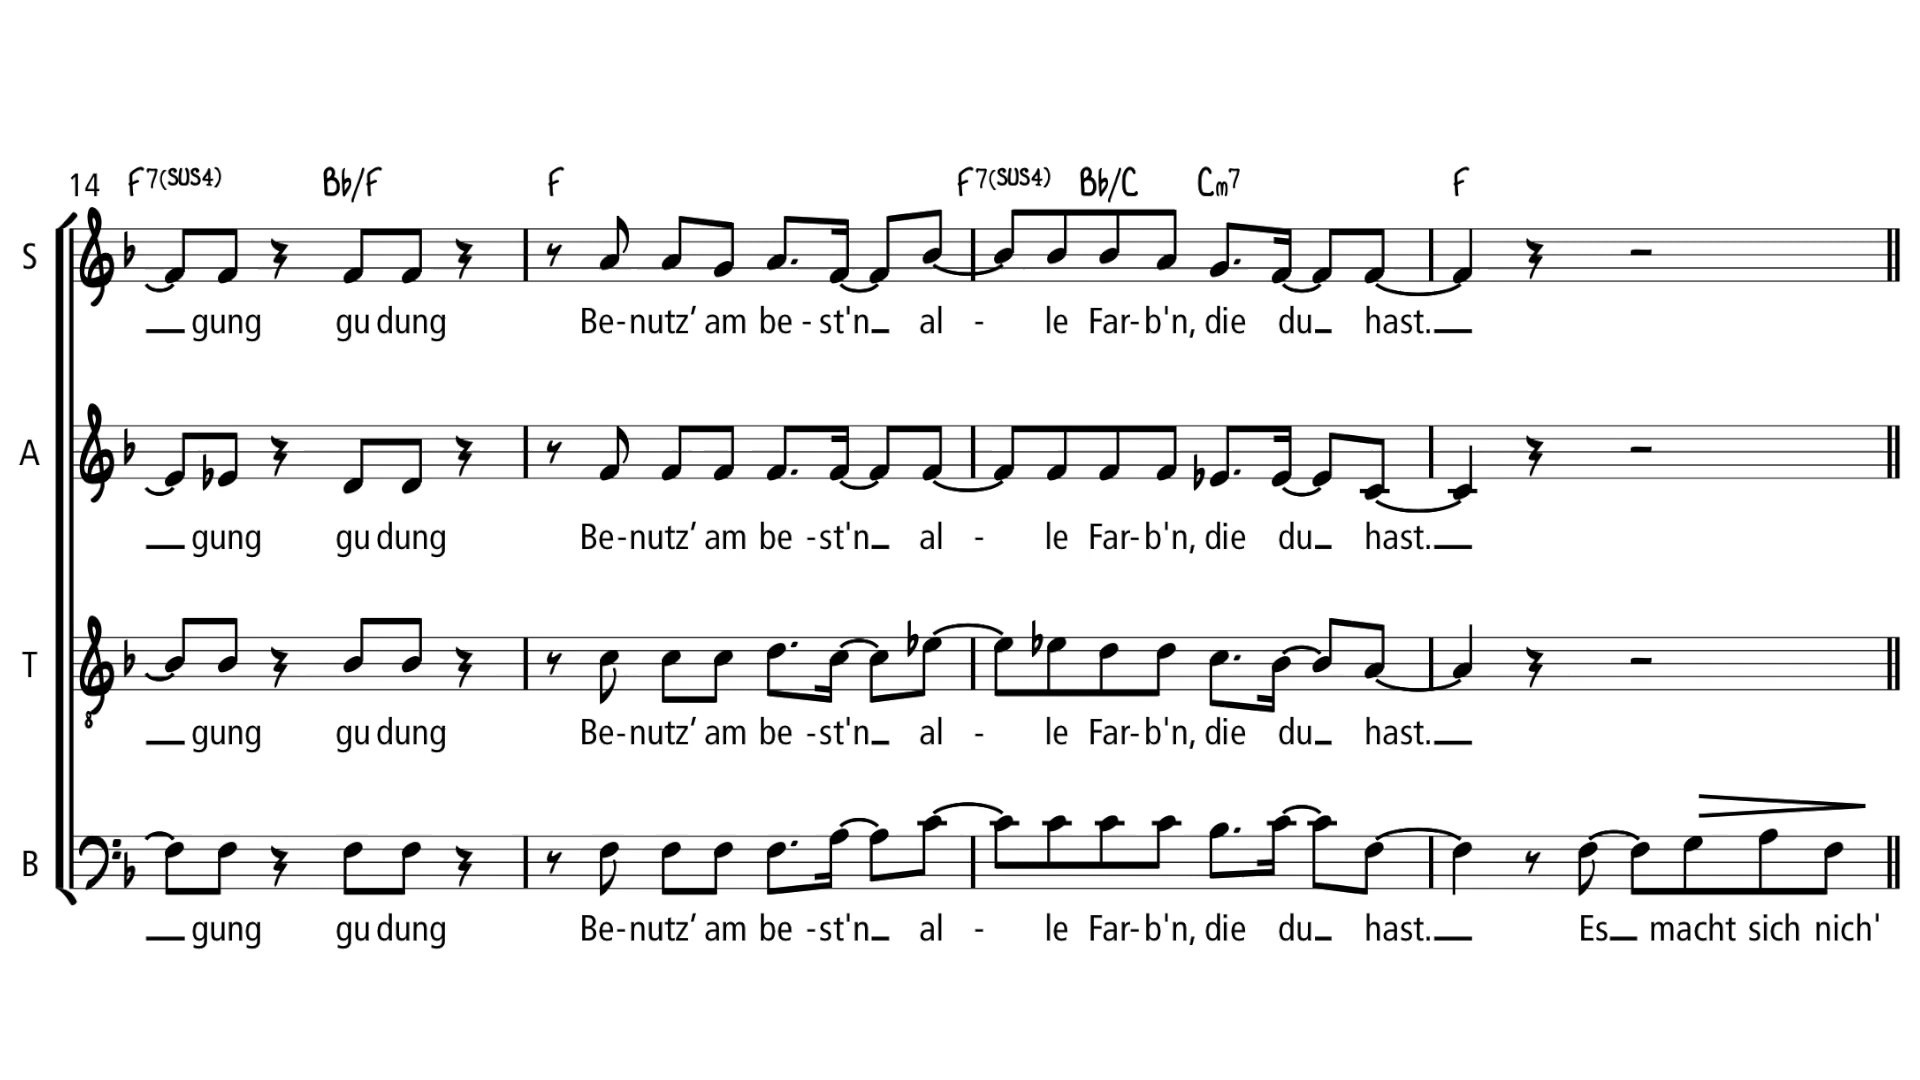 14 F7(SUS4) Bb/F F F7(SUS4) Bb/C Cm7 F
S
gung gu dung Be-nutz’ am be - st'n al - le Far-b'n, die du hast.
A
gung gu dung Be-nutz’ am be -st'n al - le Far-b'n, die du hast.
T
8
gung gu dung Be-nutz’ am be -st'n al - le Far-b'n, die du hast.
B
gung gu dung Be-nutz’ am be -st'n al - le Far-b'n, die du hast. Es macht sich nich'